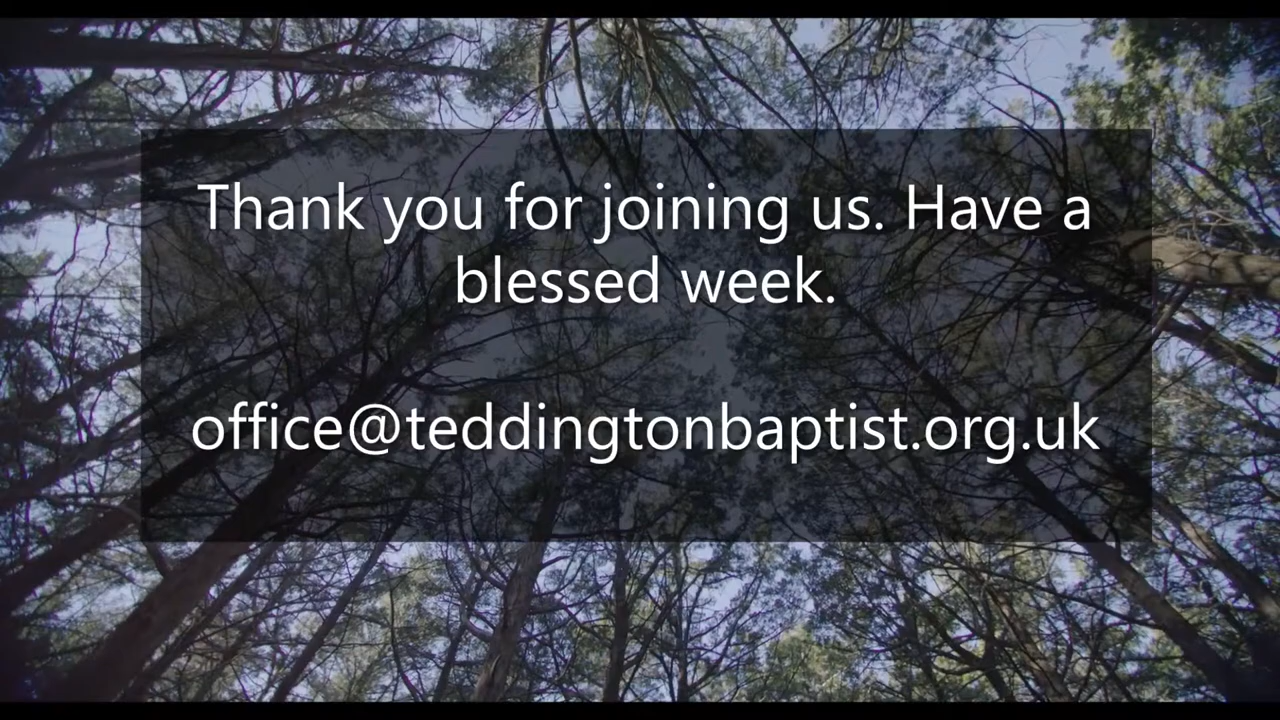 Thank you for joining us. Have a
blessed week.
office@teddingtonbaptist.org.uk